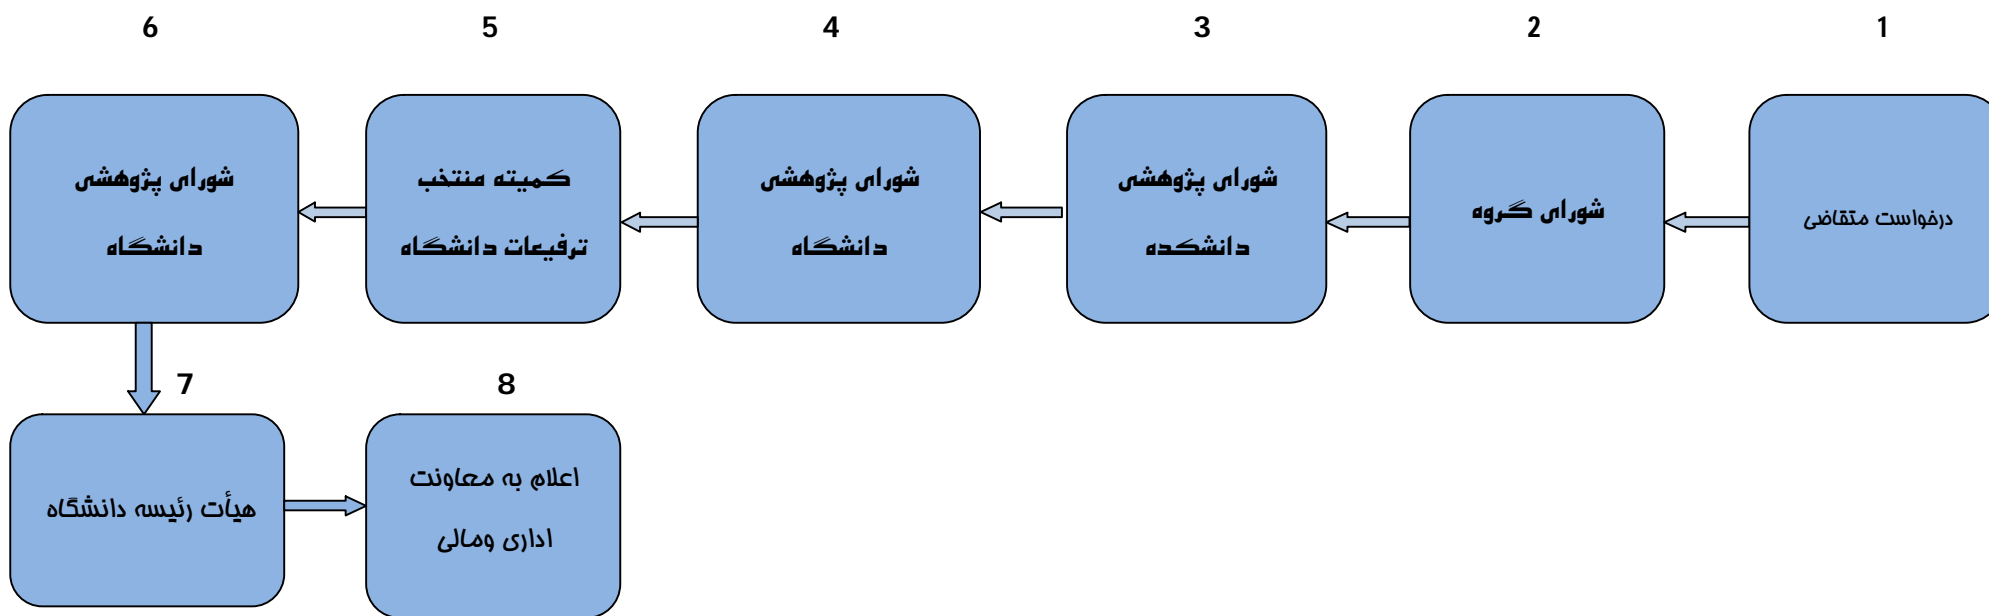 1
2
3
4
5
6
درخواست متقاضی
شورای گروه
شورای پژوهشی
دانشکده
شورای پژوهشی
دانشگاه
کمیته منتخب
ترفیعات دانشگاه
شورای پژوهشی
دانشگاه
7
8
هیأت رئیسه دانشگاه
اعلام به معاونت
اداری ومالی